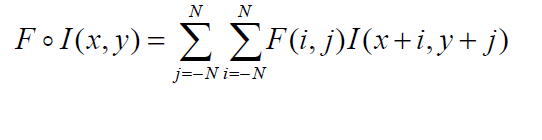 F ∘ I(x, y) = ∑_{j=-N}^{N} ∑_{i=-N}^{N} F(i, j)I(x+i, y+j)